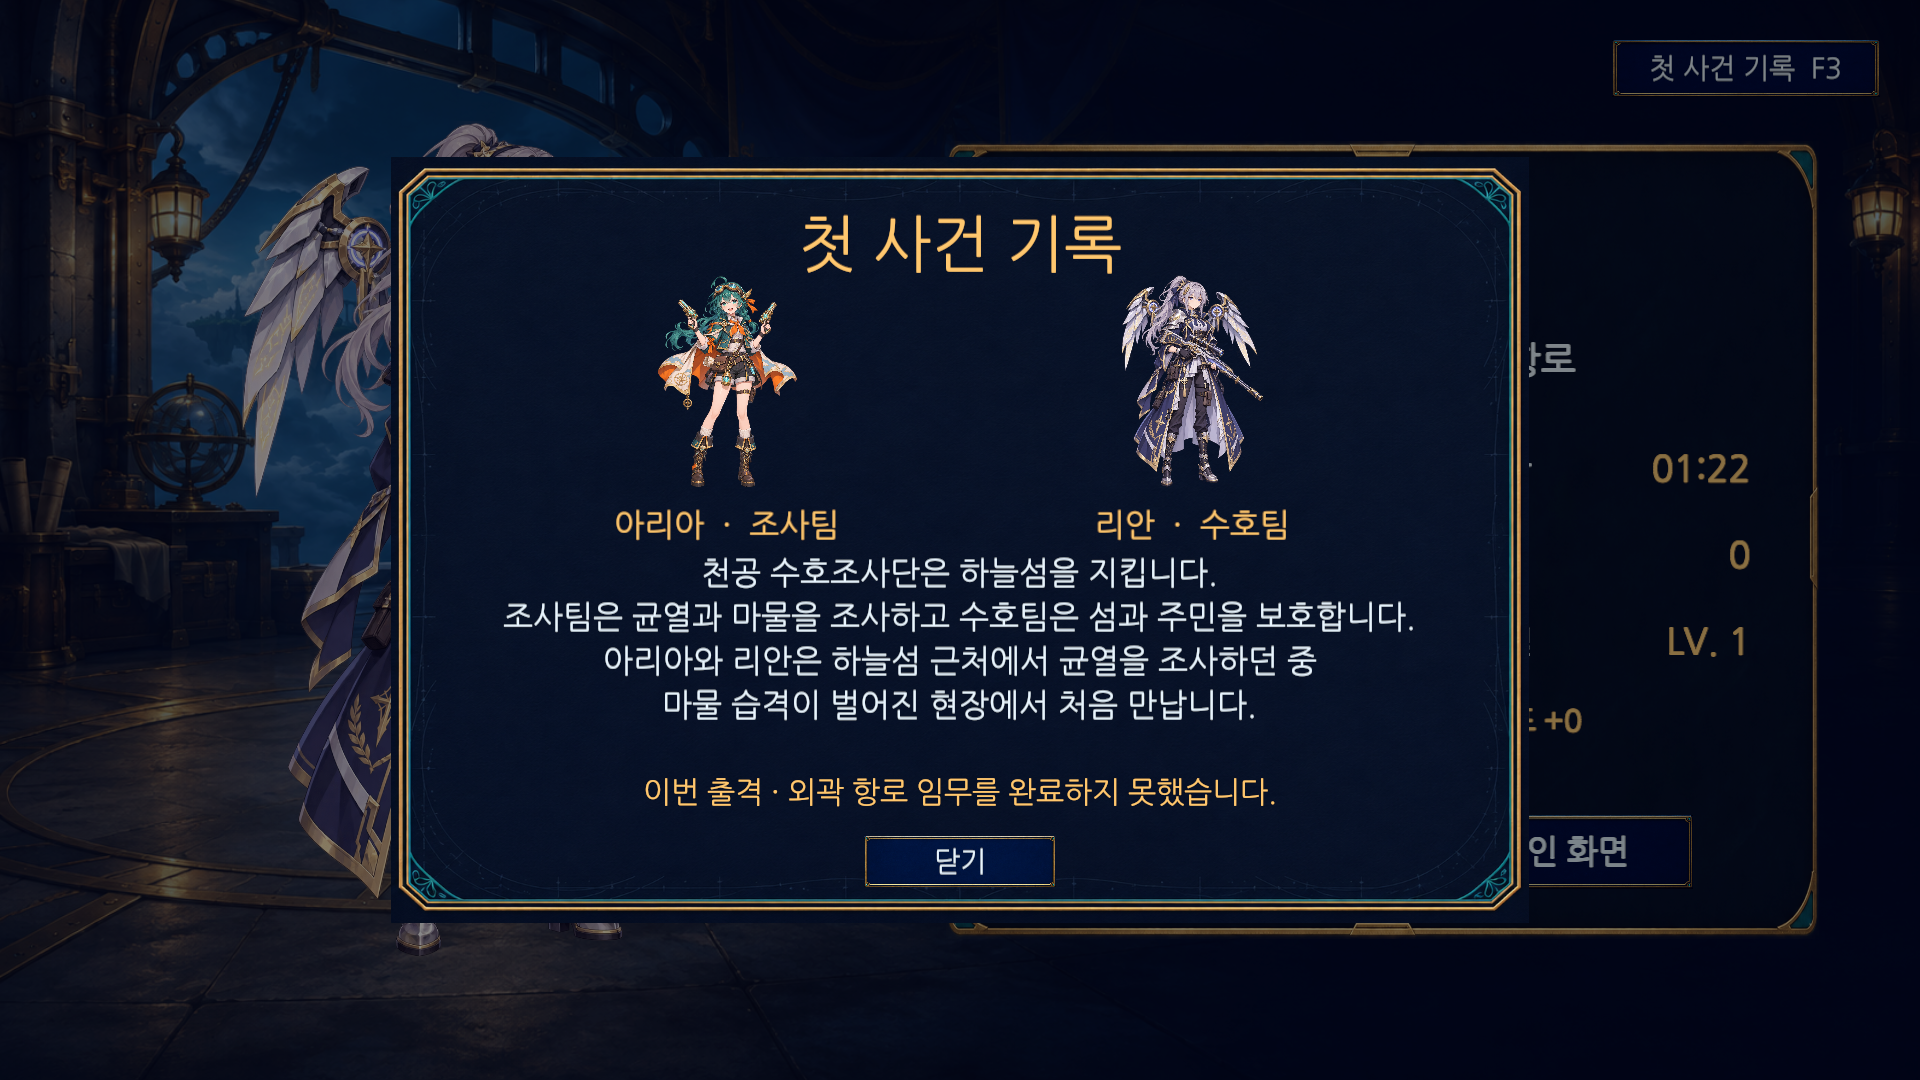 첫 사건 기록 F3
첫 사건 기록
아리아 · 조사팀
리안 · 수호팀
천공 수호조사단은 하늘섬을 지킵니다.
조사팀은 균열과 마물을 조사하고 수호팀은 섬과 주민을 보호합니다.
아리아와 리안은 하늘섬 근처에서 균열을 조사하던 중
마물 습격이 벌어진 현장에서 처음 만납니다.
이번 출격 · 외곽 항로 임무를 완료하지 못했습니다.
닫기
로
01:22
0
LV. 1
+0
인 화면